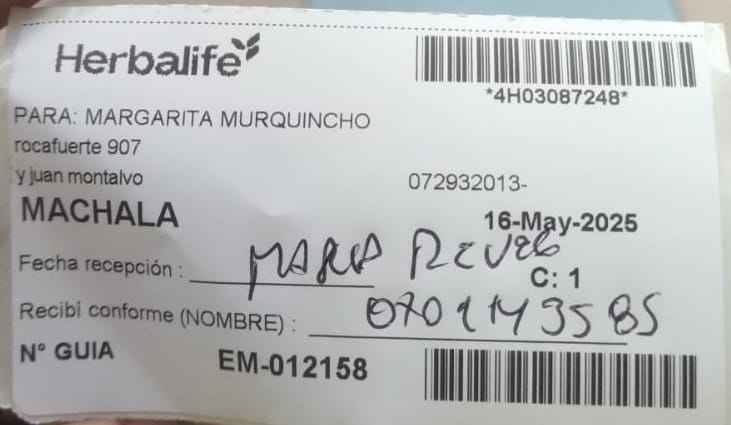 Herbalife
*4H03087248*
PARA: MARGARITA MURQUINCHO
rocafuerte 907
y juan montalvo
072932013-
MACHALA
16-May-2025
Fecha recepción : MARIA
C: 1
Recibi conforme (NOMBRE) :
N° GUIA EM-012158